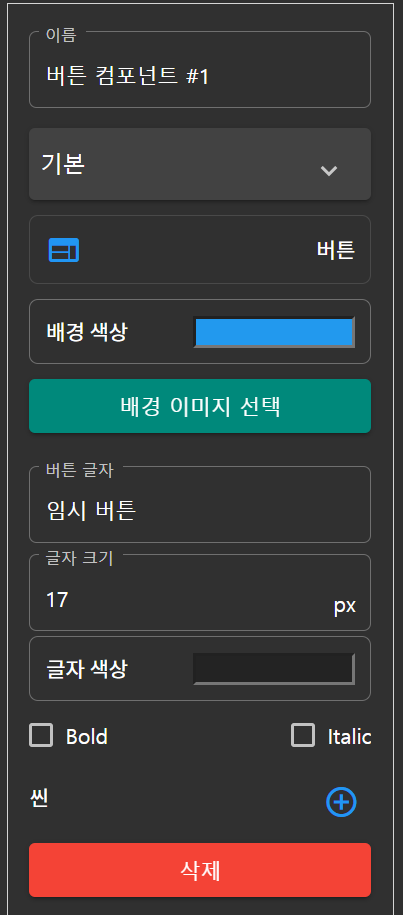 이름
버튼 컴포넌트 #1
기본
버튼
배경 색상
배경 이미지 선택
버튼 글자
임시 버튼
글자 크기
17 px
글자 색상
Bold Italic
씬
삭제